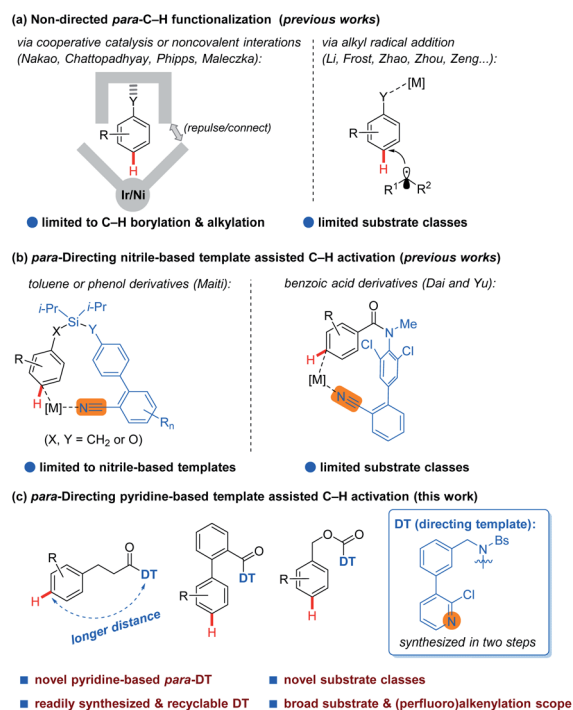 (a) Non-directed para-C–H functionalization (previous works)
via cooperative catalysis or noncovalent interations
(Nakao, Chattopadhyay, Phipps, Maleczka):
via alkyl radical addition
(Li, Frost, Zhao, Zhou, Zeng...):
Y
R
(repulse/connect)
H
Ir/Ni
Y
[M]
R
H
R1 R2
limited to C–H borylation & alkylation
limited substrate classes
(b) para-Directing nitrile-based template assisted C–H activation (previous works)
toluene or phenol derivatives (Maiti):
benzoic acid derivatives (Dai and Yu):
i-Pr i-Pr
Si
X Y
R
H
[M] N
Rn
(X, Y = CH2 or O)
O
R
N Me
Cl Cl
H
[M]
N
limited to nitrile-based templates
limited substrate classes
(c) para-Directing pyridine-based template assisted C–H activation (this work)
R
O
DT
H
longer distance
O
DT
R
H
O O
DT
R
H
DT (directing template):
N Bs
Cl
N
synthesized in two steps
novel pyridine-based para-DT
novel substrate classes
readily synthesized & recyclable DT
broad substrate & (perfluoro)alkenylation scope